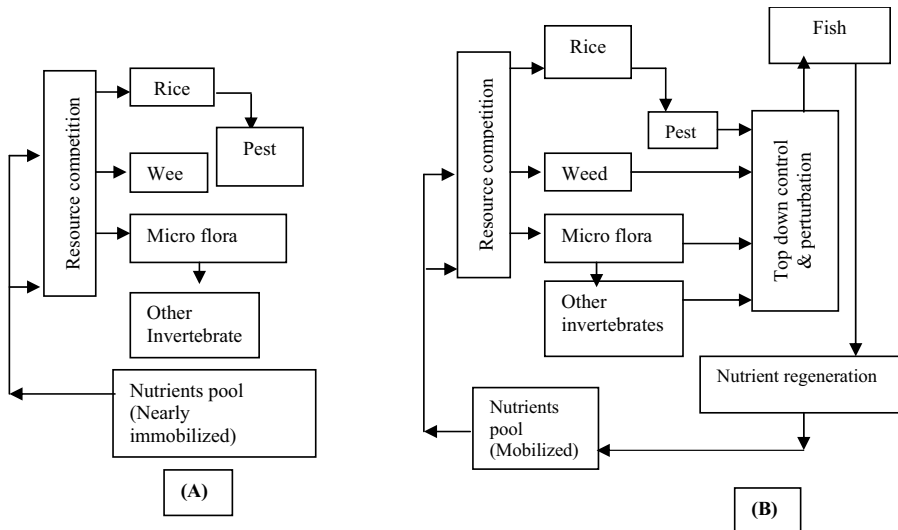 Resource competition
Rice
Pest
Wee
Micro flora
Other
Invertebrate
Nutrients pool
(Nearly
immobilized)
(A)
Resource competition
Rice
Pest
Weed
Micro flora
Other
invertebrates
Top down control
& perturbation
Fish
Nutrient regeneration
Nutrients
pool
(Mobilized)
(B)